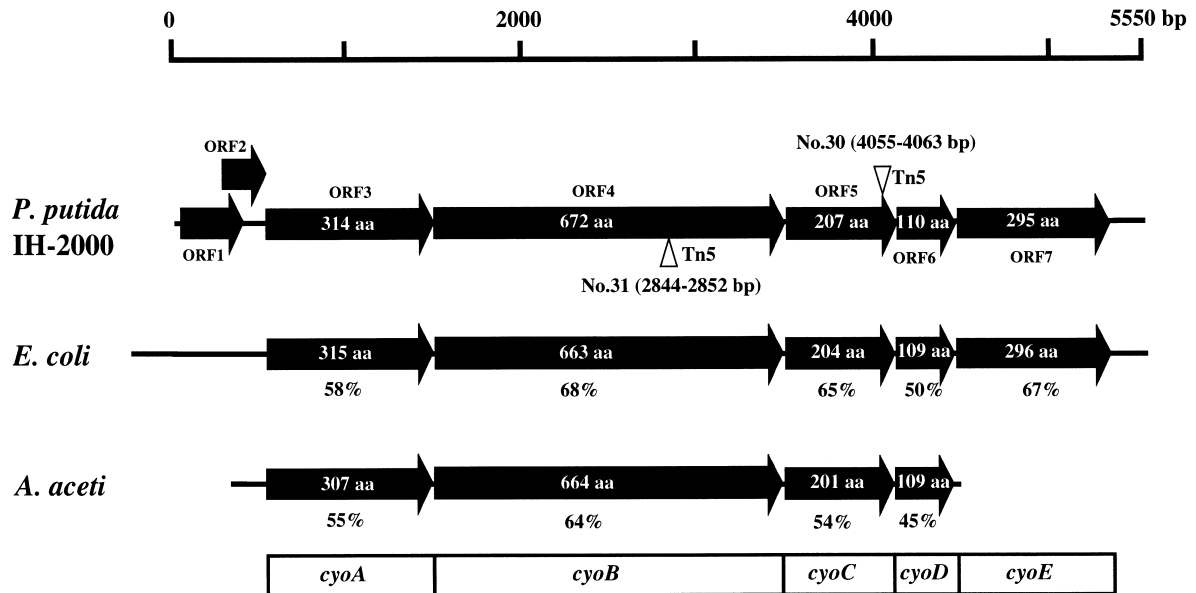 0 2000 4000 5550 bp
No.30 (4055-4063 bp)
ORF2
Tn5
ORF3 ORF4 ORF5
P. putida 314 aa 672 aa 207 aa 110 aa 295 aa
IH-2000 ORF1 Tn5 ORF6 ORF7
No.31 (2844-2852 bp)
E. coli 315 aa 663 aa 204 aa 109 aa 296 aa
58% 68% 65% 50% 67%
A. aceti 307 aa 664 aa 201 aa 109 aa
55% 64% 54% 45%
cyoA cyoB cyoC cyoD cyoE